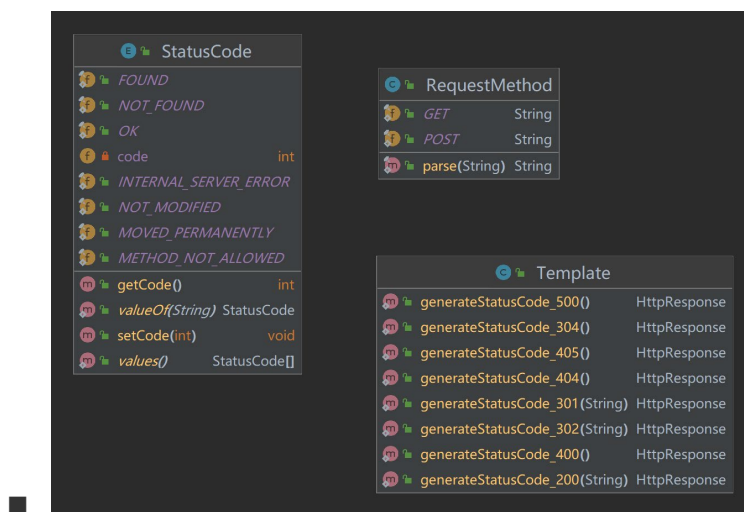 StatusCode
FOUND
NOT_FOUND
OK
code int
INTERNAL_SERVER_ERROR
NOT_MODIFIED
MOVED_PERMANENTLY
METHOD_NOT_ALLOWED
getCode() int
valueOf(String) StatusCode
setCode(int) void
values() StatusCode[]
RequestMethod
GET String
POST String
parse(String) String
Template
generateStatusCode_500() HttpResponse
generateStatusCode_304() HttpResponse
generateStatusCode_405() HttpResponse
generateStatusCode_404() HttpResponse
generateStatusCode_301(String) HttpResponse
generateStatusCode_302(String) HttpResponse
generateStatusCode_400() HttpResponse
generateStatusCode_200(String) HttpResponse